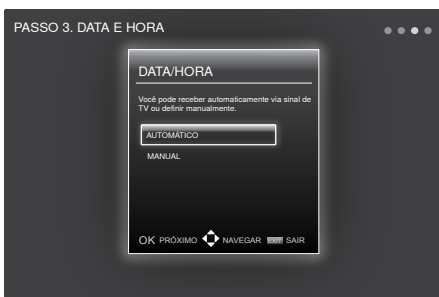 PASSO 3. DATA E HORA
DATA/HORA
Você pode receber automaticamente via sinal de
TV ou definir manualmente.
AUTOMÁTICO
MANUAL
OK PRÓXIMO NAVEGAR EXIT SAIR